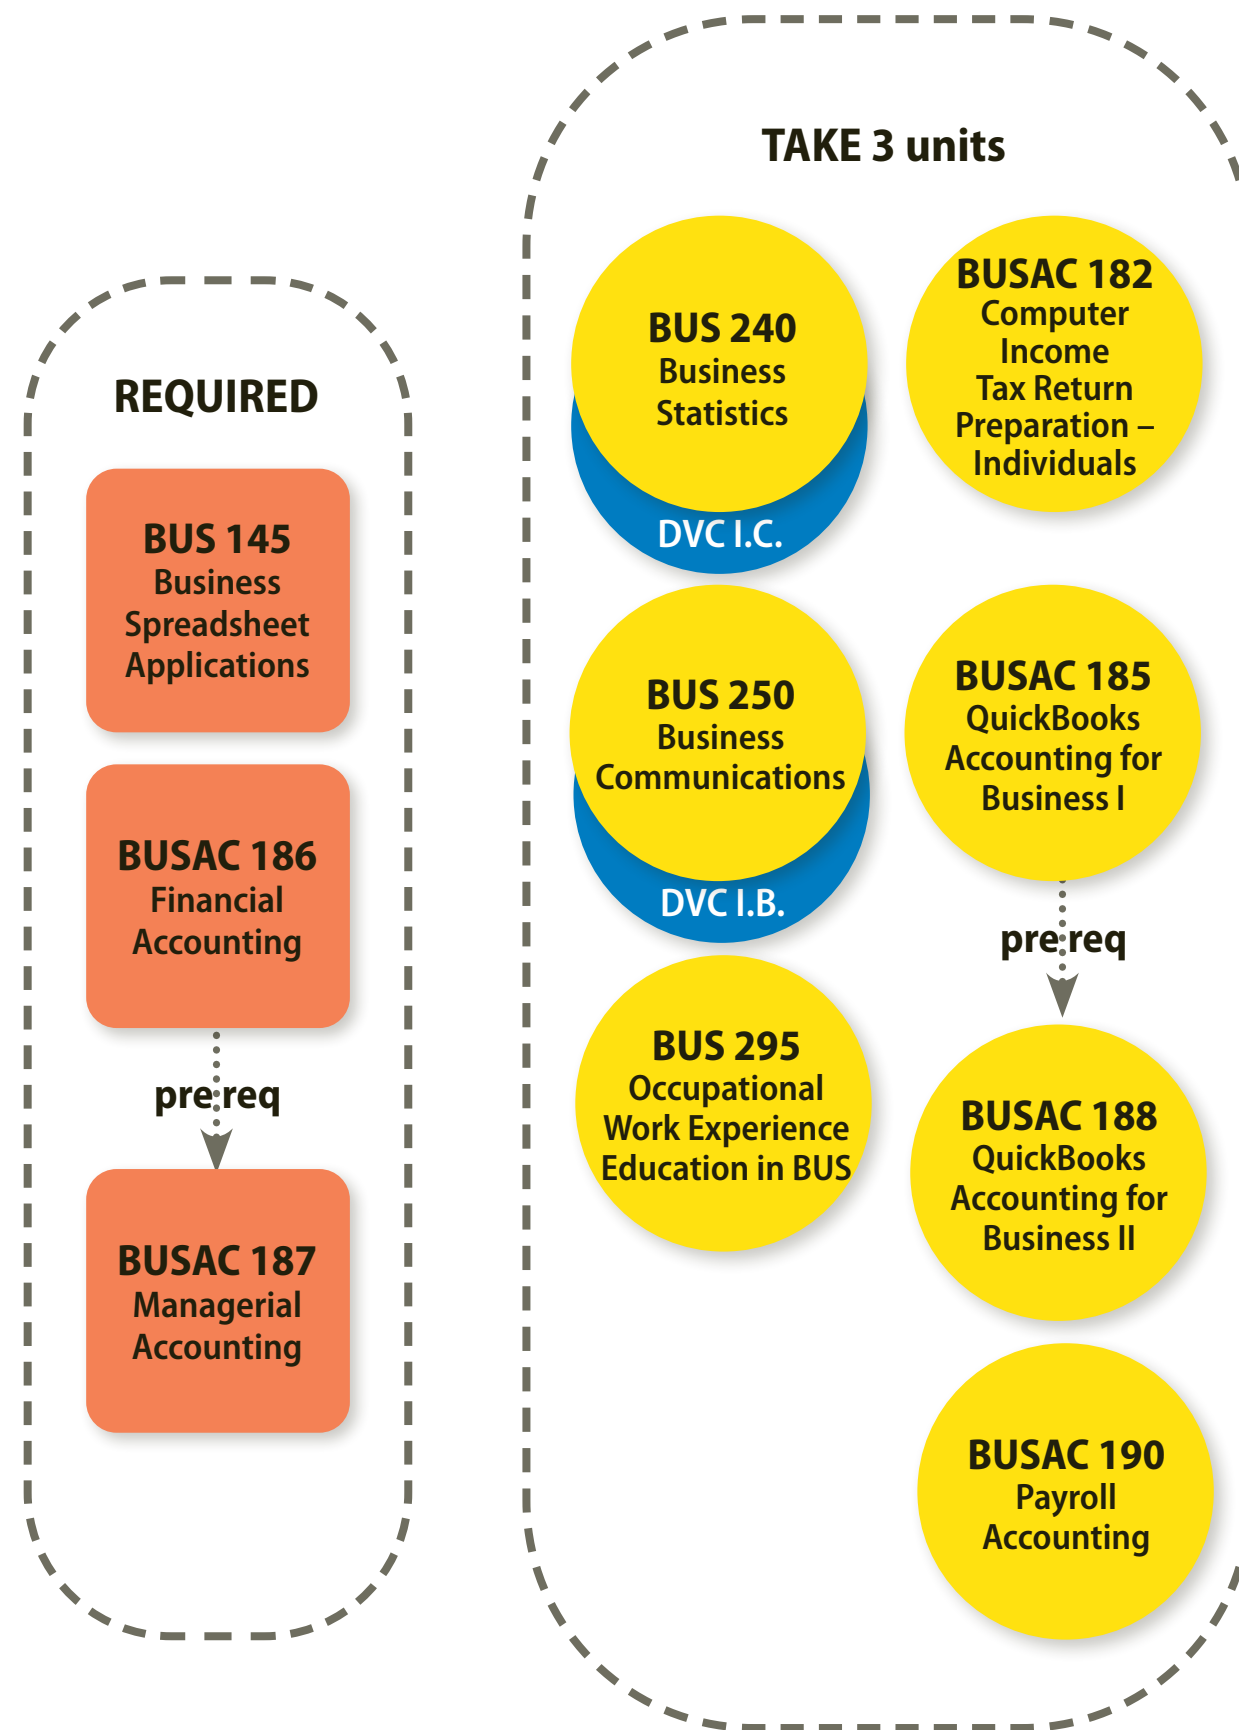 REQUIRED
BUS 145
Business
Spreadsheet
Applications
BUSAC 186
Financial
Accounting
pre req
BUSAC 187
Managerial
Accounting
TAKE 3 units
BUS 240
Business
Statistics
DVC I.C.
BUS 250
Business
Communications
DVC I.B.
BUS 295
Occupational
Work Experience
Education in BUS
BUSAC 182
Computer
Income
Tax Return
Preparation –
Individuals
BUSAC 185
QuickBooks
Accounting for
Business I
pre req
BUSAC 188
QuickBooks
Accounting for
Business II
BUSAC 190
Payroll
Accounting